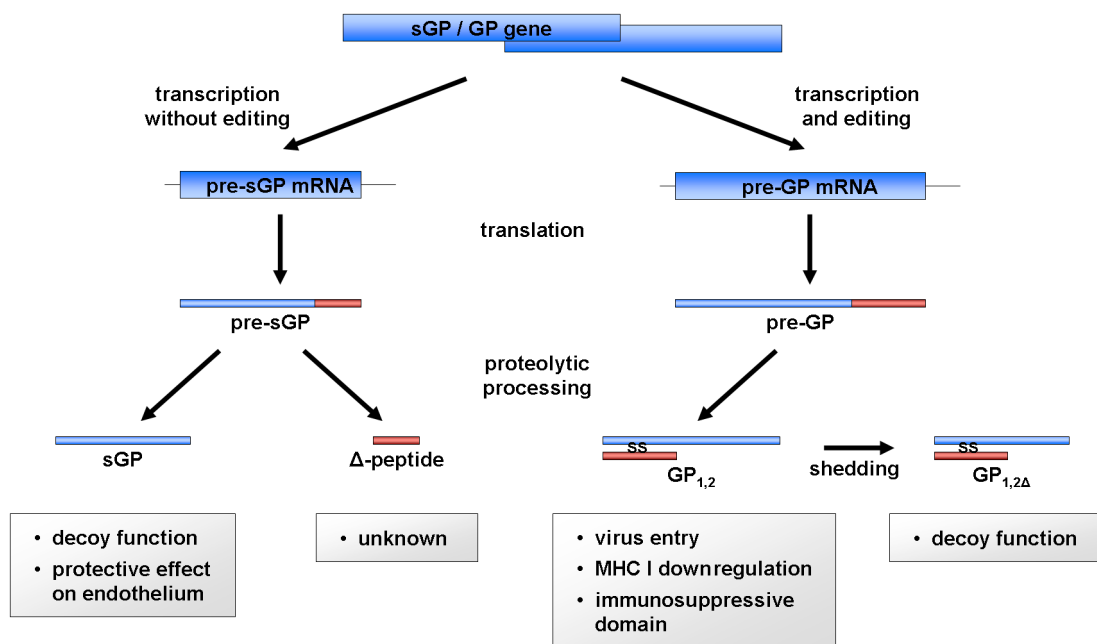 sGP / GP gene
transcription
without editing
transcription
and editing
pre-sGP mRNA
pre-GP mRNA
translation
pre-sGP
pre-GP
proteolytic
processing
sGP
Δ-peptide
SS
GP1,2
shedding
SS
GP1,2Δ
• decoy function
• protective effect
on endothelium
• unknown
• virus entry
• MHC I downregulation
• immunosuppressive
domain
• decoy function